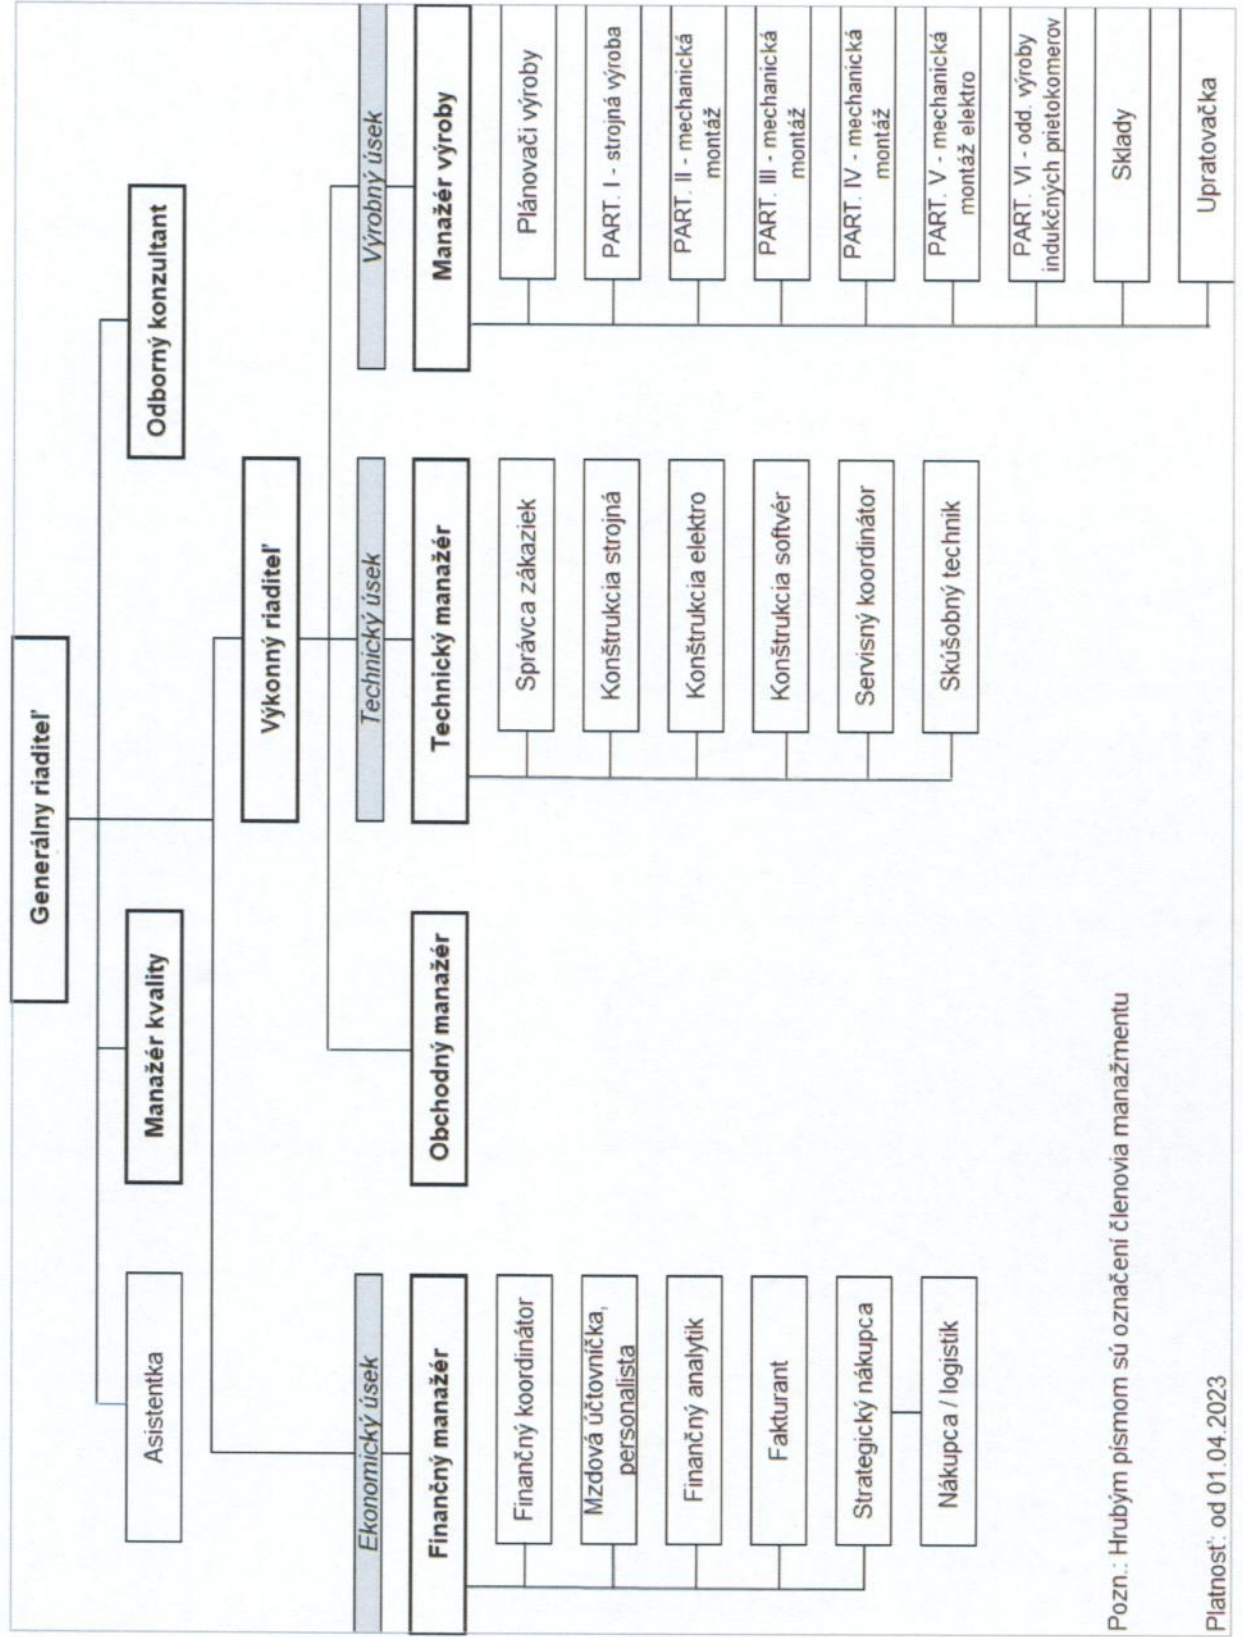 Generálny riaditeľ
Asistentka
Manažér kvality
Odborný konzultant
Výkonný riaditeľ
Ekonomický úsek
Technický úsek
Výrobný úsek
Finančný manažér
Obchodný manažér
Technický manažér
Manažér výroby
Finančný koordinátor
Mzdová účtovníčka,
personalista
Finančný analytik
Fakturant
Strategický nákupca
Nákupca / logistik
Správca zákaziek
Konštrukcia strojná
Konštrukcia elektro
Konštrukcia softvér
Servisný koordinátor
Skúšobný technik
Plánovači výroby
PART. I - strojná výroba
PART. II - mechanická
montáž
PART. III - mechanická
montáž
PART. IV - mechanická
montáž
PART. V - mechanická
montáž elektro
PART. VI - odd. výroby
indukčných prietokomerov
Sklady
Upratovačka
Pozn.: Hrubým písmom sú označení členovia manažmentu
Platnosť: od 01.04.2023